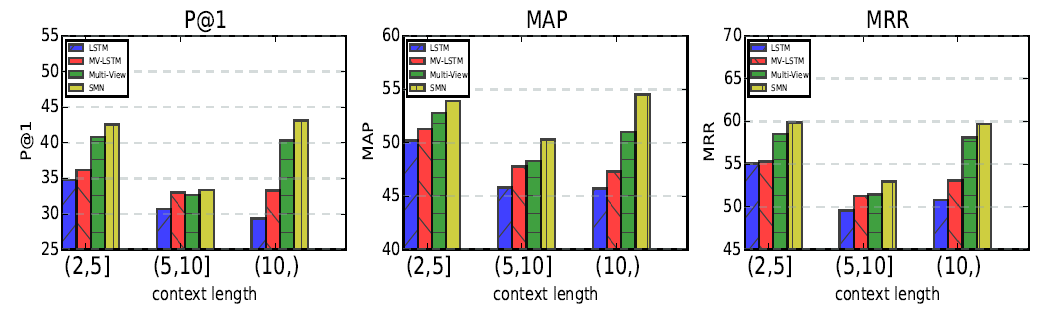 P@1
55
50
45
40
35
30
25
P@1
LSTM
MV-LSTM
Multi-View
SMN
(2,5]
(5,10]
(10,)
context length
MAP
60
55
50
45
40
MAP
LSTM
MV-LSTM
Multi-View
SMN
(2,5]
(5,10]
(10,)
context length
MRR
70
65
60
55
50
45
MRR
LSTM
MV-LSTM
Multi-View
SMN
(2,5]
(5,10]
(10,)
context length